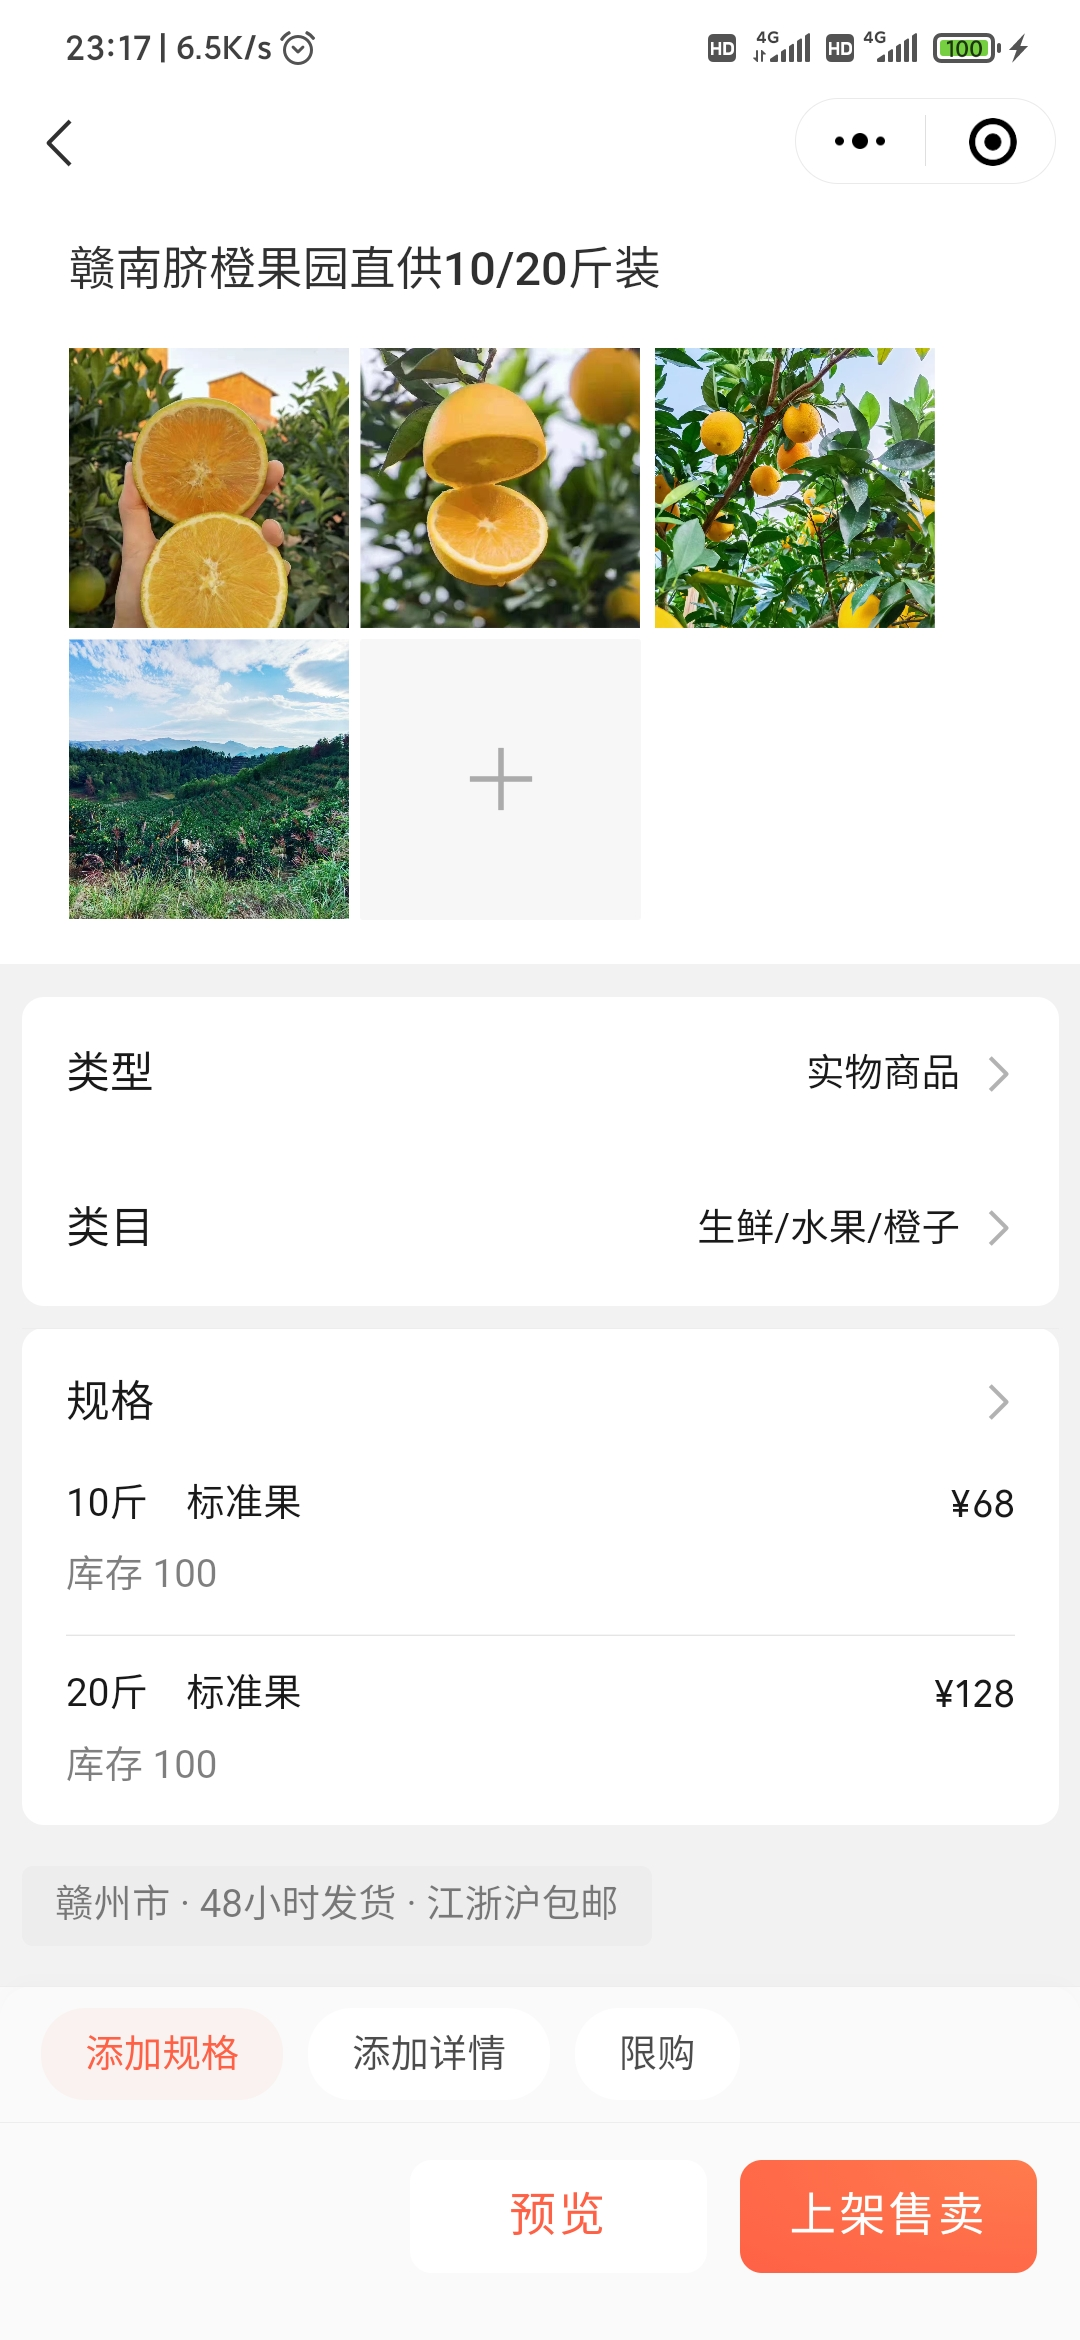 23:17 | 6.5K/s HD 4G HD 4G 100
赣南脐橙果园直供10/20斤装
类型 实物商品
类目 生鲜/水果/橙子
规格
10斤 标准果 ¥68
库存 100
20斤 标准果 ¥128
库存 100
赣州市 · 48小时发货 · 江浙沪包邮
添加规格 添加详情 限购
预览 上架售卖